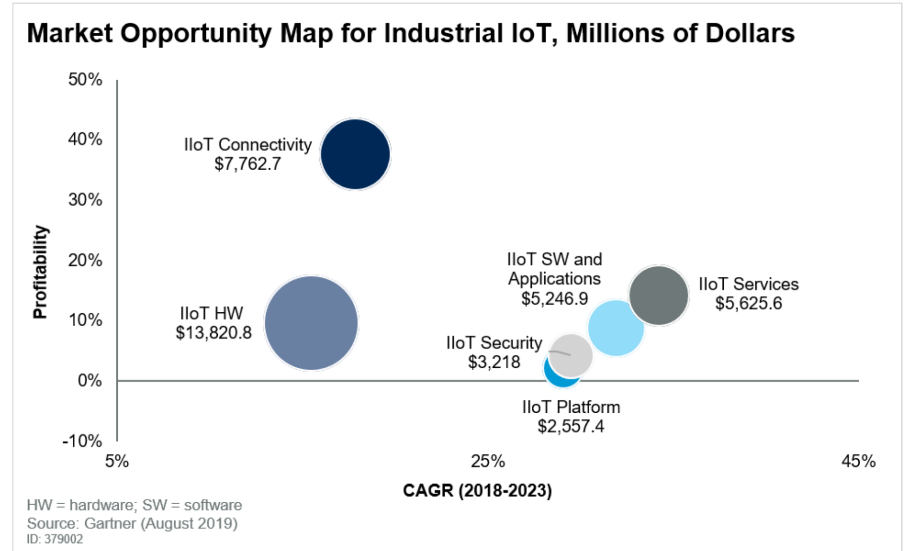 Market Opportunity Map for Industrial IoT, Millions of Dollars
50%
40%
30%
20%
10%
0%
-10%
Profitability
IIoT Connectivity
$7,762.7
IIoT HW
$13,820.8
IIoT SW and
Applications
$5,246.9
IIoT Services
$5,625.6
IIoT Security
$3,218
IIoT Platform
$2,557.4
5%
25%
45%
CAGR (2018-2023)
HW = hardware; SW = software
Source: Gartner (August 2019)
ID: 379002